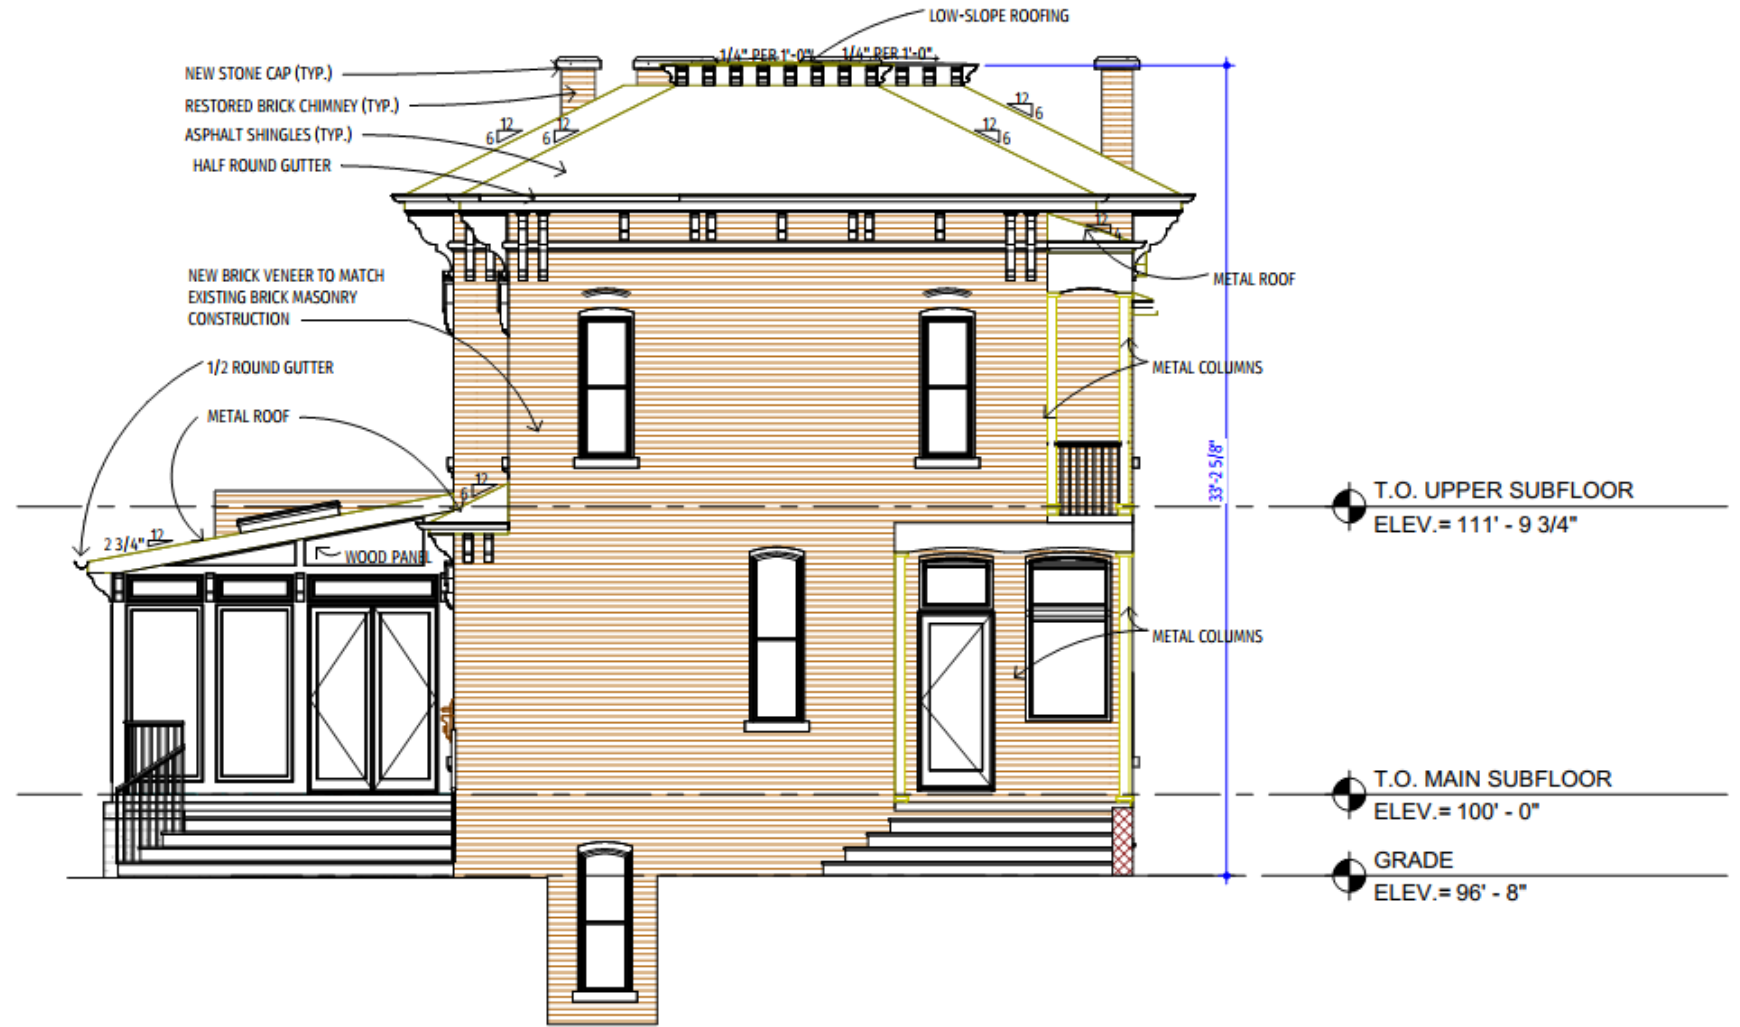 LOW-SLOPE ROOFING
1/4" PER 1'-0"
1/4" PER 1'-0"
NEW STONE CAP (TYP.)
RESTORED BRICK CHIMNEY (TYP.)
ASPHALT SHINGLES (TYP.)
HALF ROUND GUTTER
12
6
12
6
12
6
12
6
12
4
METAL ROOF
NEW BRICK VENEER TO MATCH
EXISTING BRICK MASONRY
CONSTRUCTION
1/2 ROUND GUTTER
METAL ROOF
METAL COLUMNS
33'-2 5/8"
12
6
T.O. UPPER SUBFLOOR
ELEV.= 111' - 9 3/4"
12
2 3/4"
WOOD PANEL
METAL COLUMNS
T.O. MAIN SUBFLOOR
ELEV.= 100' - 0"
GRADE
ELEV.= 96' - 8"